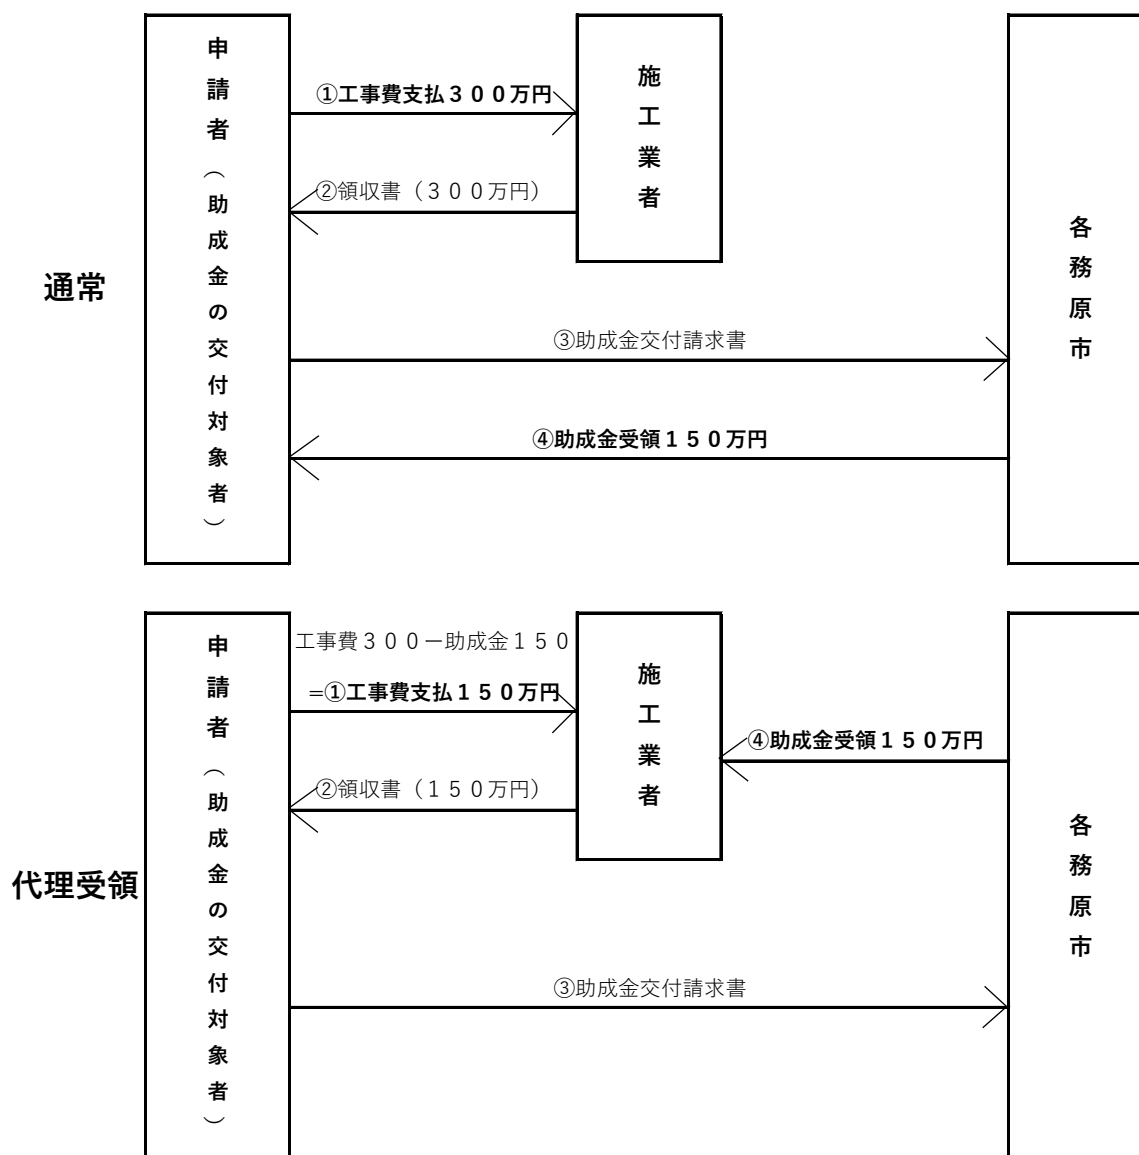 通常
申請者（助成金の交付対象者）
①工事費支払３００万円
②領収書（３００万円）
施工業者
③助成金交付請求書
④助成金受領１５０万円
各務原市
代理受領
申請者（助成金の交付対象者）
工事費３００ー助成金１５０
=①工事費支払１５０万円
②領収書（１５０万円）
施工業者
④助成金受領１５０万円
③助成金交付請求書
各務原市